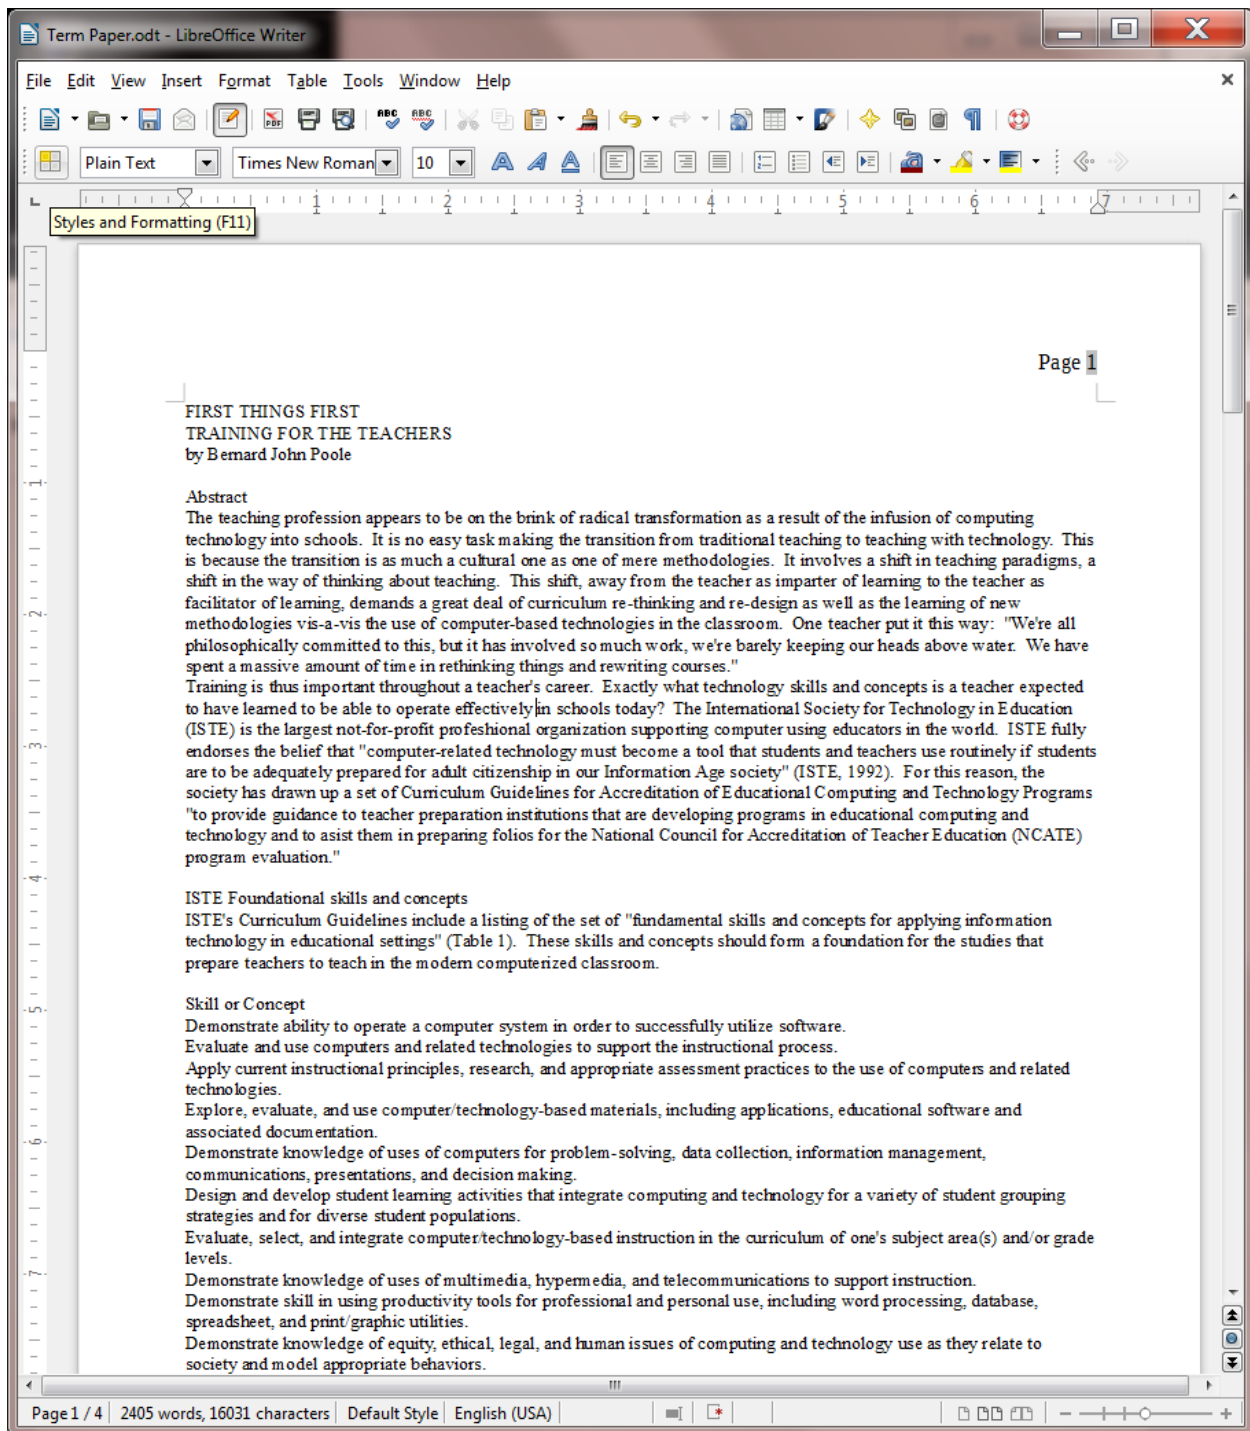 Term Paper.odt - LibreOffice Writer
File Edit View Insert Format Table Tools Window Help
Plain Text Times New Roman 10
1 2 3 4 5 6 7
Styles and Formatting (F11)
Page 1
FIRST THINGS FIRST
TRAINING FOR THE TEACHERS
by Bernard John Poole
Abstract
The teaching profession appears to be on the brink of radical transformation as a result of the infusion of computing
technology into schools. It is no easy task making the transition from traditional teaching to teaching with technology. This
is because the transition is as much a cultural one as one of mere methodologies. It involves a shift in teaching paradigms, a
shift in the way of thinking about teaching. This shift, away from the teacher as imparter of learning to the teacher as
facilitator of learning, demands a great deal of curriculum re-thinking and re-design as well as the learning of new
methodologies vis-a-vis the use of computer-based technologies in the classroom. One teacher put it this way: "We're all
philosophically committed to this, but it has involved so much work, we're barely keeping our heads above water. We have
spent a massive amount of time in rethinking things and rewriting courses."
Training is thus important throughout a teacher's career. Exactly what technology skills and concepts is a teacher expected
to have learned to be able to operate effectively in schools today? The International Society for Technology in Education
(ISTE) is the largest not-for-profit profeshional organization supporting computer using educators in the world. ISTE fully
endorses the belief that "computer-related technology must become a tool that students and teachers use routinely if students
are to be adequately prepared for adult citizenship in our Information Age society" (ISTE, 1992). For this reason, the
society has drawn up a set of Curriculum Guidelines for Accreditation of Educational Computing and Technology Programs
"to provide guidance to teacher preparation institutions that are developing programs in educational computing and
technology and to asist them in preparing folios for the National Council for Accreditation of Teacher Education (NCATE)
program evaluation."
ISTE Foundational skills and concepts
ISTE's Curriculum Guidelines include a listing of the set of "fundamental skills and concepts for applying information
technology in educational settings" (Table 1). These skills and concepts should form a foundation for the studies that
prepare teachers to teach in the modern computerized classroom.
Skill or Concept
Demonstrate ability to operate a computer system in order to successfully utilize software.
Evaluate and use computers and related technologies to support the instructional process.
Apply current instructional principles, research, and appropriate assessment practices to the use of computers and related
technologies.
Explore, evaluate, and use computer/technology-based materials, including applications, educational software and
associated documentation.
Demonstrate knowledge of uses of computers for problem-solving, data collection, information management,
communications, presentations, and decision making.
Design and develop student learning activities that integrate computing and technology for a variety of student grouping
strategies and for diverse student populations.
Evaluate, select, and integrate computer/technology-based instruction in the curriculum of one's subject area(s) and/or grade
levels.
Demonstrate knowledge of uses of multimedia, hypermedia, and telecommunications to support instruction.
Demonstrate skill in using productivity tools for professional and personal use, including word processing, database,
spreadsheet, and print/graphic utilities.
Demonstrate knowledge of equity, ethical, legal, and human issues of computing and technology use as they relate to
society and model appropriate behaviors.
Page 1 / 4 2405 words, 16031 characters Default Style English (USA)